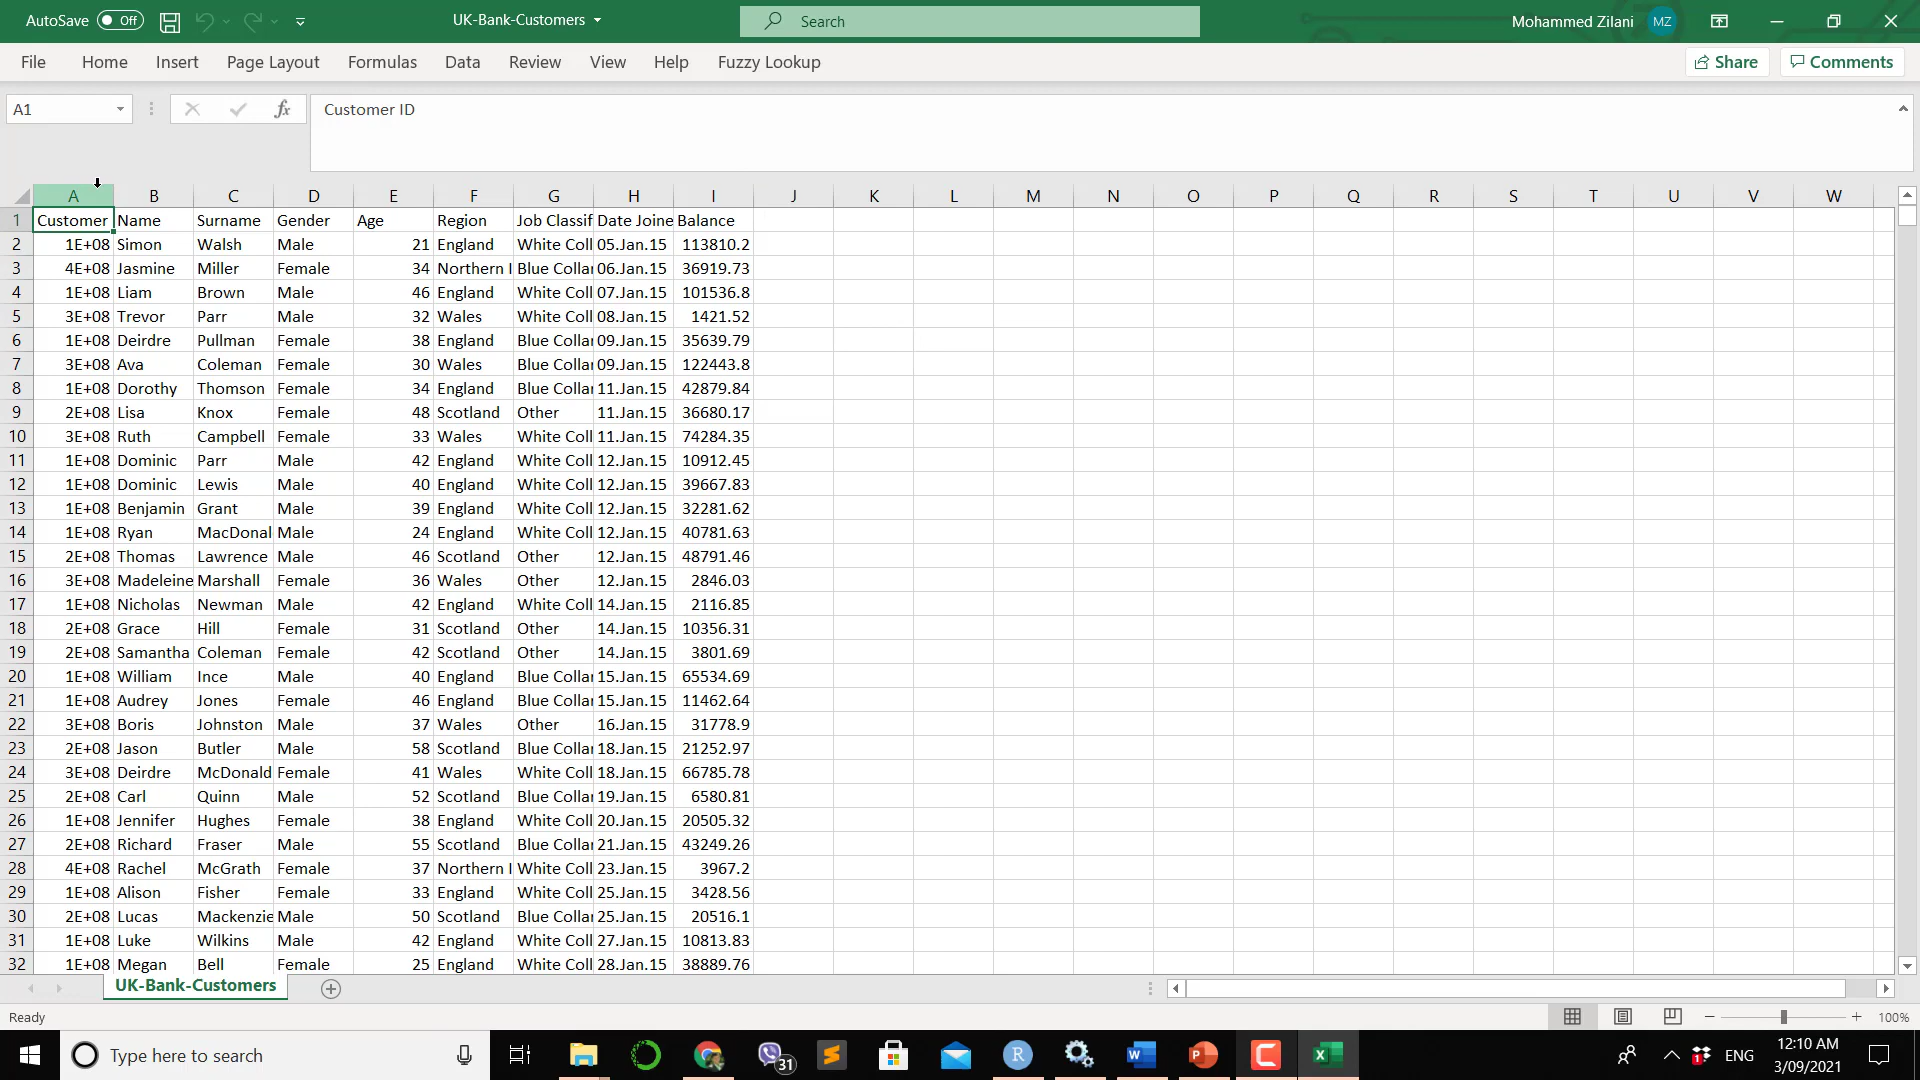 AutoSave Off UK-Bank-Customers Search Mohammed Zilani MZ
File Home Insert Page Layout Formulas Data Review View Help Fuzzy Lookup Share Comments
A1 fx Customer ID
A B C D E F G H I J K L M N O P Q R S T U V W
1 Customer Name Surname Gender Age Region Job Classif Date Joine Balance
2 1E+08 Simon Walsh Male 21 England White Coll 05.Jan.15 113810.2
3 4E+08 Jasmine Miller Female 34 Northern I Blue Collar 06.Jan.15 36919.73
4 1E+08 Liam Brown Male 46 England White Coll 07.Jan.15 101536.8
5 3E+08 Trevor Parr Male 32 Wales White Coll 08.Jan.15 1421.52
6 1E+08 Deirdre Pullman Female 38 England Blue Collar 09.Jan.15 35639.79
7 3E+08 Ava Coleman Female 30 Wales Blue Collar 09.Jan.15 122443.8
8 1E+08 Dorothy Thomson Female 34 England Blue Collar 11.Jan.15 42879.84
9 2E+08 Lisa Knox Female 48 Scotland Other 11.Jan.15 36680.17
10 3E+08 Ruth Campbell Female 33 Wales White Coll 11.Jan.15 74284.35
11 1E+08 Dominic Parr Male 42 England White Coll 12.Jan.15 10912.45
12 1E+08 Dominic Lewis Male 40 England White Coll 12.Jan.15 39667.83
13 1E+08 Benjamin Grant Male 39 England White Coll 12.Jan.15 32281.62
14 1E+08 Ryan MacDonal Male 24 England White Coll 12.Jan.15 40781.63
15 2E+08 Thomas Lawrence Male 46 Scotland Other 12.Jan.15 48791.46
16 3E+08 Madeleine Marshall Female 36 Wales Other 12.Jan.15 2846.03
17 1E+08 Nicholas Newman Male 42 England White Coll 14.Jan.15 2116.85
18 2E+08 Grace Hill Female 31 Scotland Other 14.Jan.15 10356.31
19 2E+08 Samantha Coleman Female 42 Scotland Other 14.Jan.15 3801.69
20 1E+08 William Ince Male 40 England Blue Collar 15.Jan.15 65534.69
21 1E+08 Audrey Jones Female 46 England Blue Collar 15.Jan.15 11462.64
22 3E+08 Boris Johnston Male 37 Wales Other 16.Jan.15 31778.9
23 2E+08 Jason Butler Male 58 Scotland Blue Collar 18.Jan.15 21252.97
24 3E+08 Deirdre McDonald Female 41 Wales White Coll 18.Jan.15 66785.78
25 2E+08 Carl Quinn Male 52 Scotland Blue Collar 19.Jan.15 6580.81
26 1E+08 Jennifer Hughes Female 38 England White Coll 20.Jan.15 20505.32
27 2E+08 Richard Fraser Male 55 Scotland Blue Collar 21.Jan.15 43249.26
28 4E+08 Rachel McGrath Female 37 Northern I White Coll 23.Jan.15 3967.2
29 1E+08 Alison Fisher Female 33 England White Coll 25.Jan.15 3428.56
30 2E+08 Lucas Mackenzie Male 50 Scotland Blue Collar 25.Jan.15 20516.1
31 1E+08 Luke Wilkins Male 42 England White Coll 27.Jan.15 10813.83
32 1E+08 Megan Bell Female 25 England White Coll 28.Jan.15 38889.76
UK-Bank-Customers
Ready 100%
Type here to search 31 R W P C X 1 ENG 12:10 AM
3/09/2021